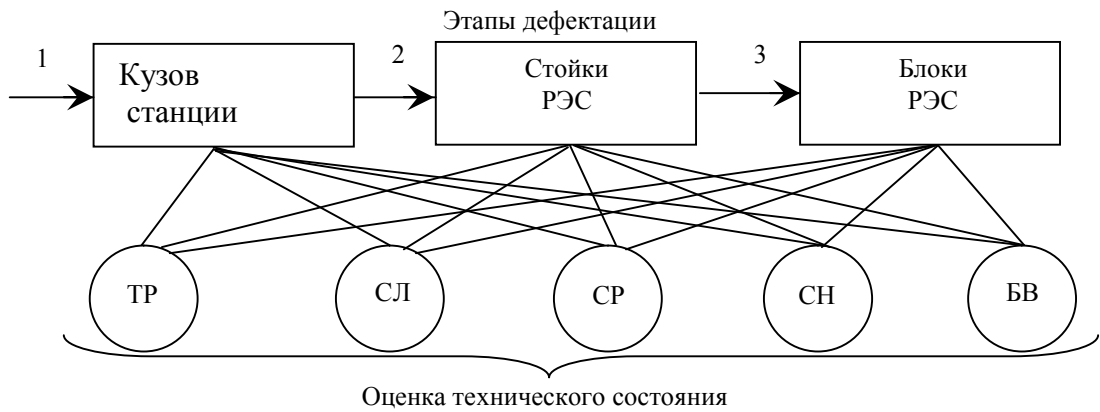 Этапы дефектации
1
2
3
Кузов
станции
Стойки
РЭС
Блоки
РЭС
ТР
СЛ
СР
СН
БВ
Оценка технического состояния